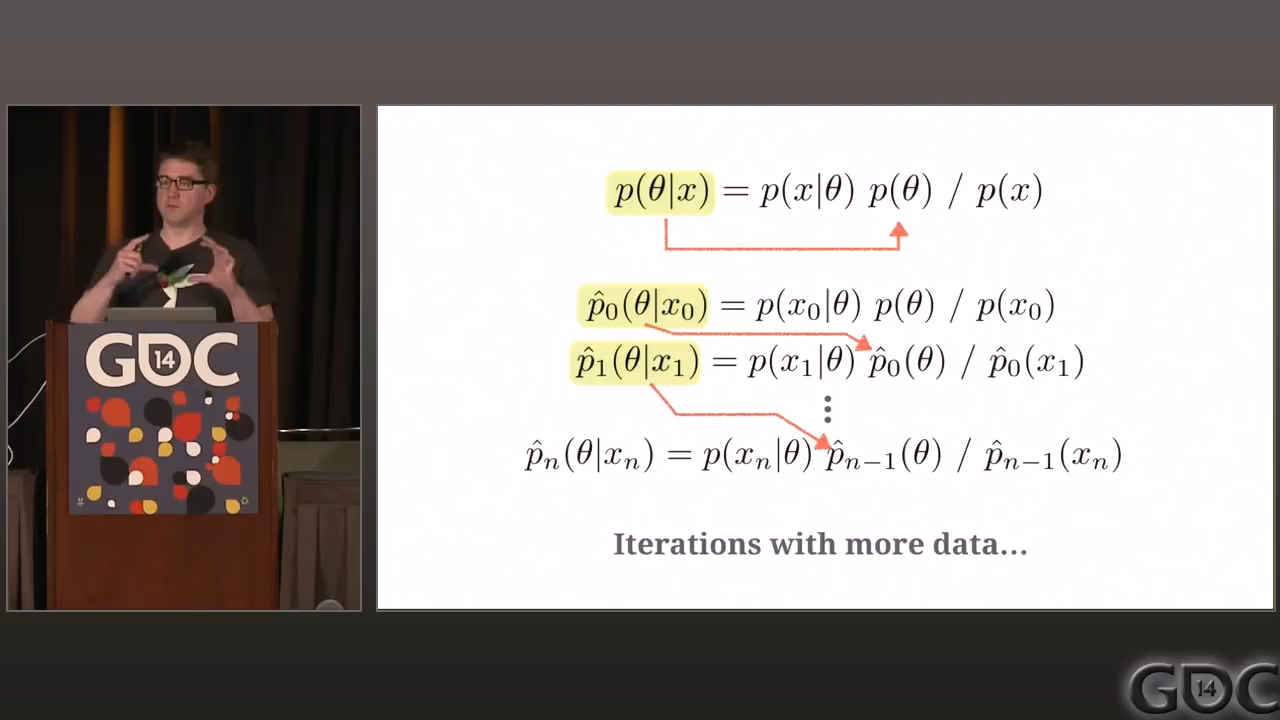 p(θ|x) = p(x|θ) p(θ) / p(x)
p̂₀(θ|x₀) = p(x₀|θ) p(θ) / p(x₀)
p̂₁(θ|x₁) = p(x₁|θ) p̂₀(θ) / p̂₀(x₁)
⋮
p̂ₙ(θ|xₙ) = p(xₙ|θ) p̂ₙ₋₁(θ) / p̂ₙ₋₁(xₙ)
Iterations with more data...
GDC
14
GDC
14